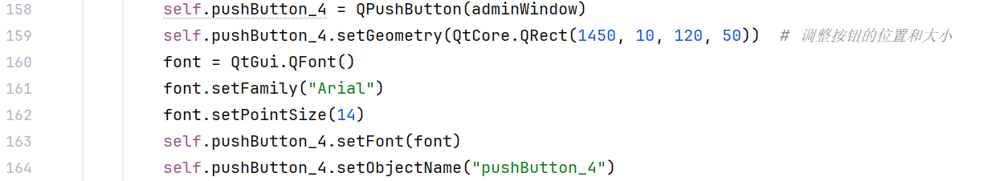 158 self.pushButton_4 = QPushButton(adminWindow)
159 self.pushButton_4.setGeometry(QtCore.QRect(1450, 10, 120, 50))  # 调整按钮的位置和大小
160 font = QtGui.QFont()
161 font.setFamily("Arial")
162 font.setPointSize(14)
163 self.pushButton_4.setFont(font)
164 self.pushButton_4.setObjectName("pushButton_4")